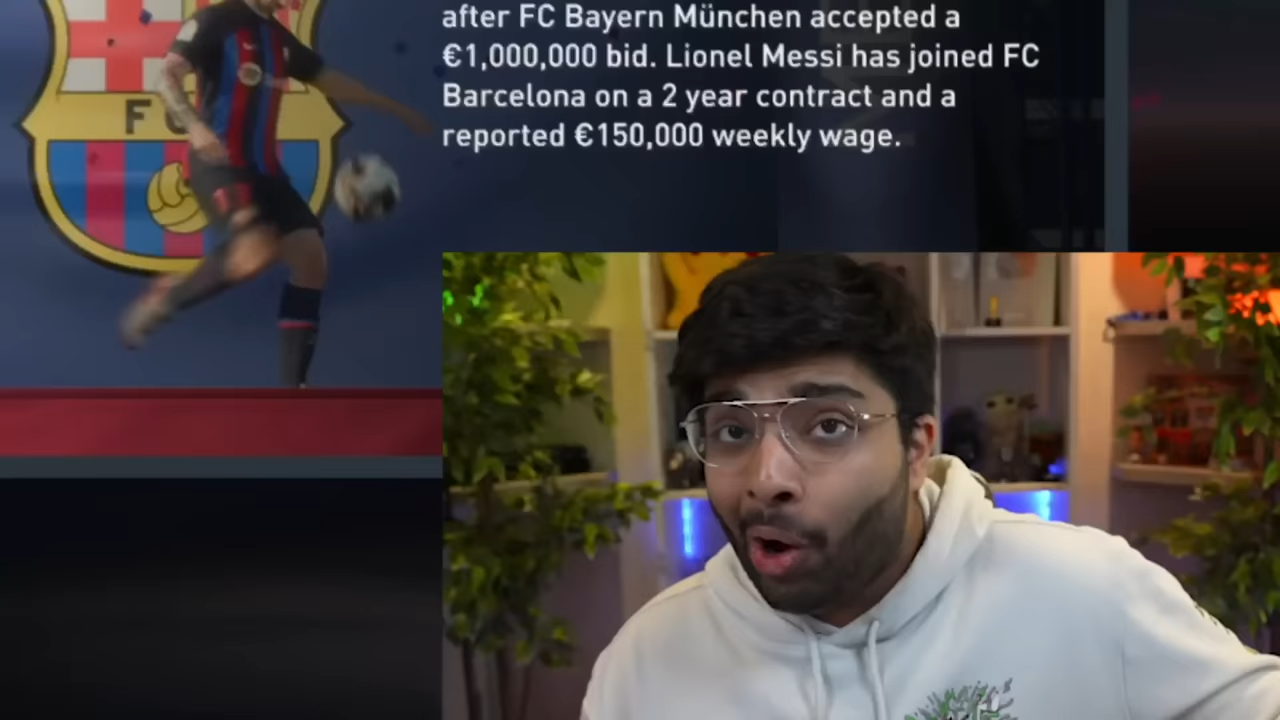 after FC Bayern München accepted a
€1,000,000 bid. Lionel Messi has joined FC
Barcelona on a 2 year contract and a
reported €150,000 weekly wage.
F